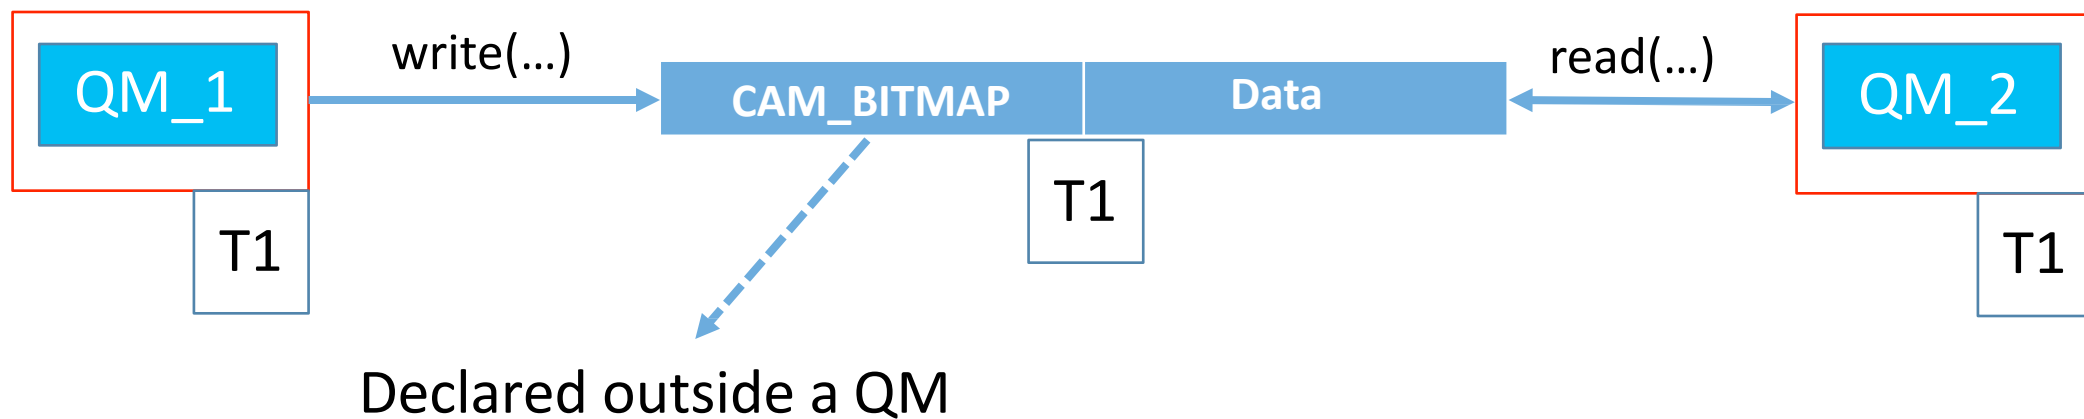 QM_1
write(…)
CAM_BITMAP
Data
read(…)
QM_2
T1
T1
T1
Declared outside a QM